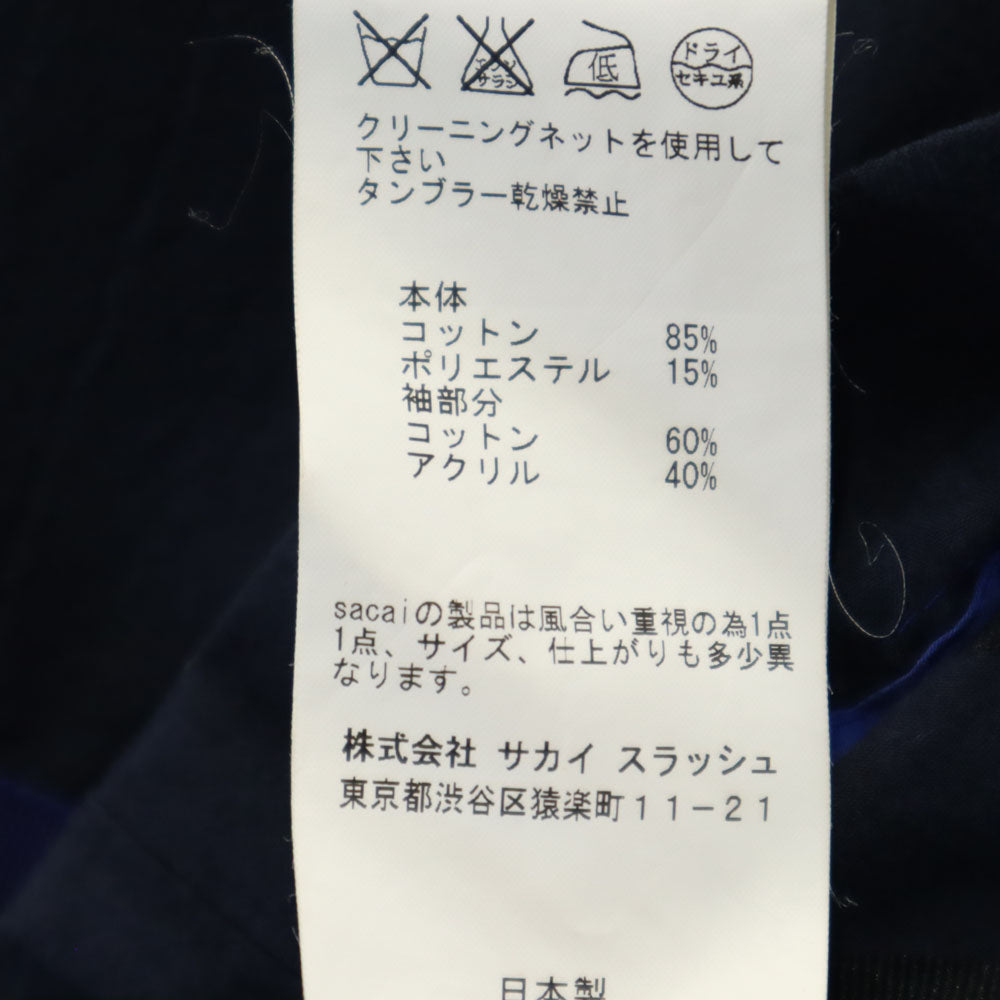 低
ドライ
セキユ系
エンソ
サラシ
クリーニングネットを使用して
下さい
タンブラー乾燥禁止
本体
コットン 85%
ポリエステル 15%
袖部分
コットン 60%
アクリル 40%
sacaiの製品は風合い重視の為1点
1点、サイズ、仕上がりも多少異
なります。
株式会社 サカイ スラッシュ
東京都渋谷区猿楽町11-21
日本製